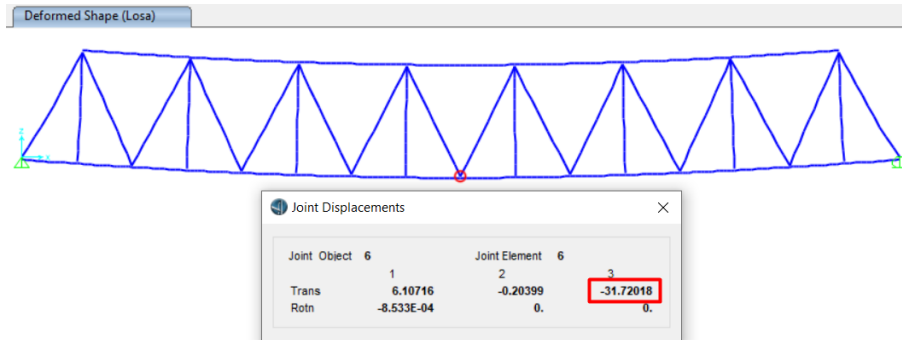 Deformed Shape (Losa)
z
x
Joint Displacements
Joint Object 6 Joint Element 6
1 2 3
Trans 6.10716 -0.20399 -31.72018
Rotn -8.533E-04 0. 0.